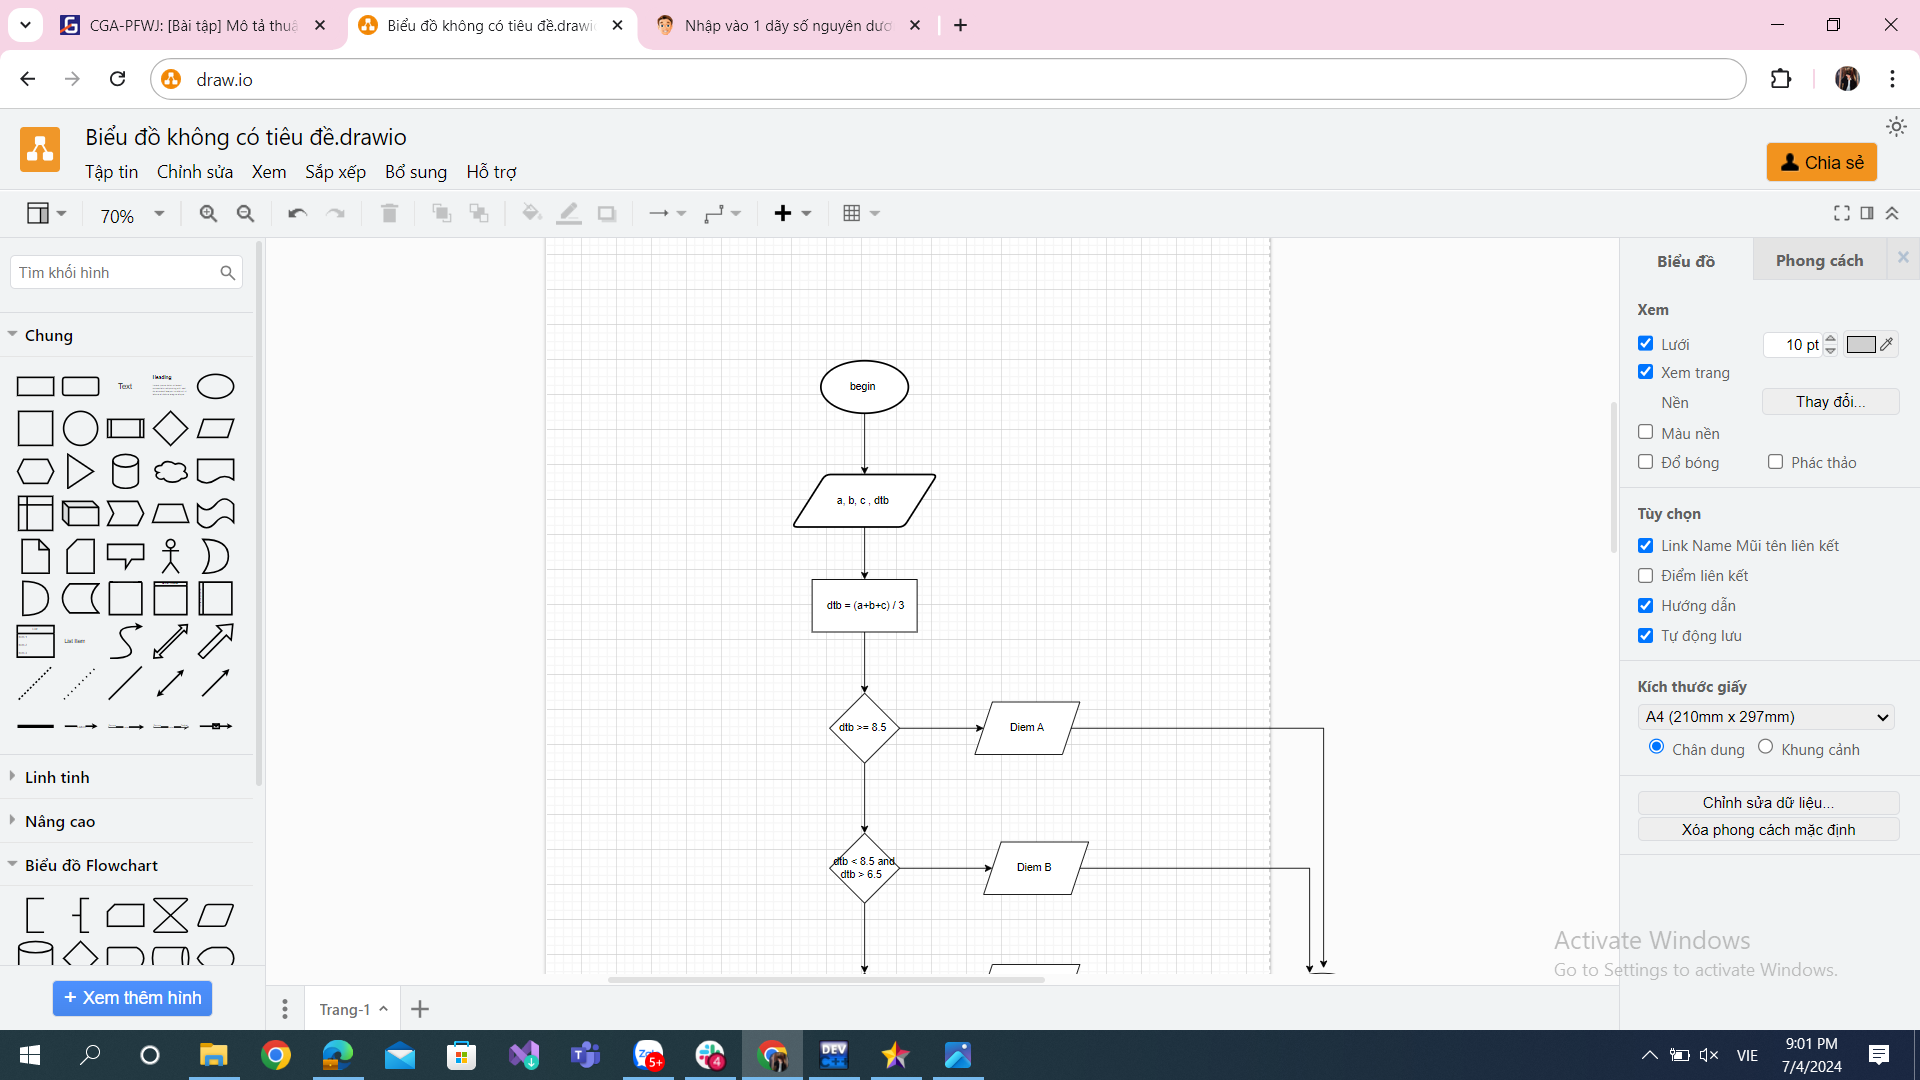 CGA-PFWJ: [Bài tập] Mô tả thuậ
Biểu đồ không có tiêu đề.drawio
Nhập vào 1 dãy số nguyên dươ
draw.io
Biểu đồ không có tiêu đề.drawio
Tập tin Chỉnh sửa Xem Sắp xếp Bổ sung Hỗ trợ
Chia sẻ
70%
Tìm khối hình
Chung
Text
Heading
List Item
Linh tinh
Nâng cao
Biểu đồ Flowchart
+ Xem thêm hình
begin
a, b, c , dtb
dtb = (a+b+c) / 3
dtb >= 8.5
Diem A
dtb < 8.5 and
dtb > 6.5
Diem B
Trang-1
Biểu đồ
Phong cách
Xem
Lưới
10 pt
Xem trang
Nền
Thay đổi...
Màu nền
Đổ bóng
Phác thảo
Tùy chọn
Link Name Mũi tên liên kết
Điểm liên kết
Hướng dẫn
Tự động lưu
Kích thước giấy
A4 (210mm x 297mm)
Chân dung
Khung cảnh
Chỉnh sửa dữ liệu...
Xóa phong cách mặc định
Activate Windows
Go to Settings to activate Windows.
Zalo
5+
4
DEV
C++
VIE
9:01 PM
7/4/2024